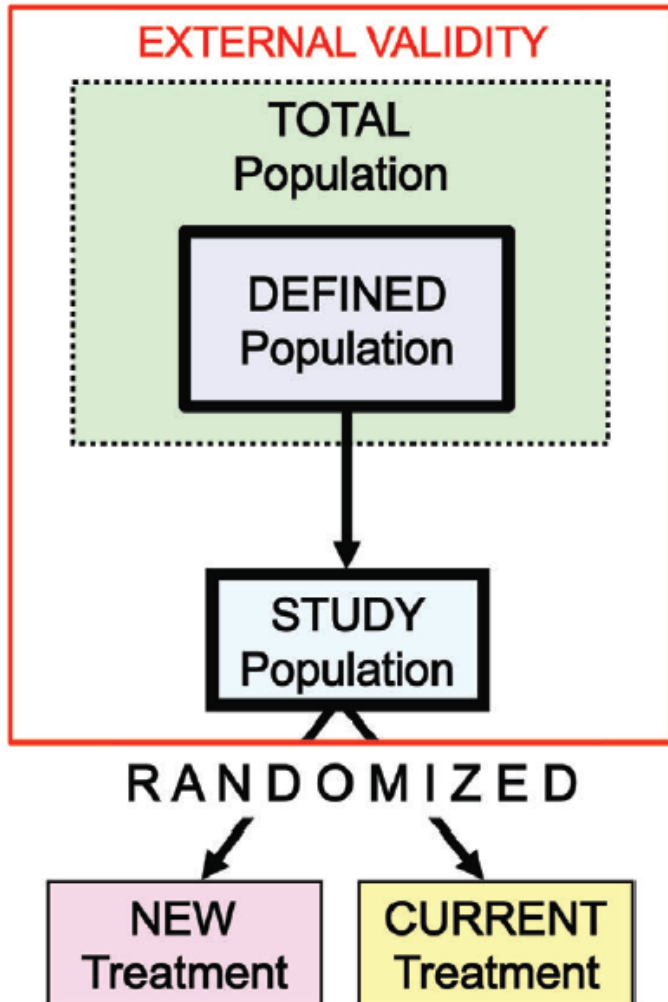 EXTERNAL VALIDITY
TOTAL
Population
DEFINED
Population
STUDY
Population
RANDOMIZED
NEW
Treatment
CURRENT
Treatment